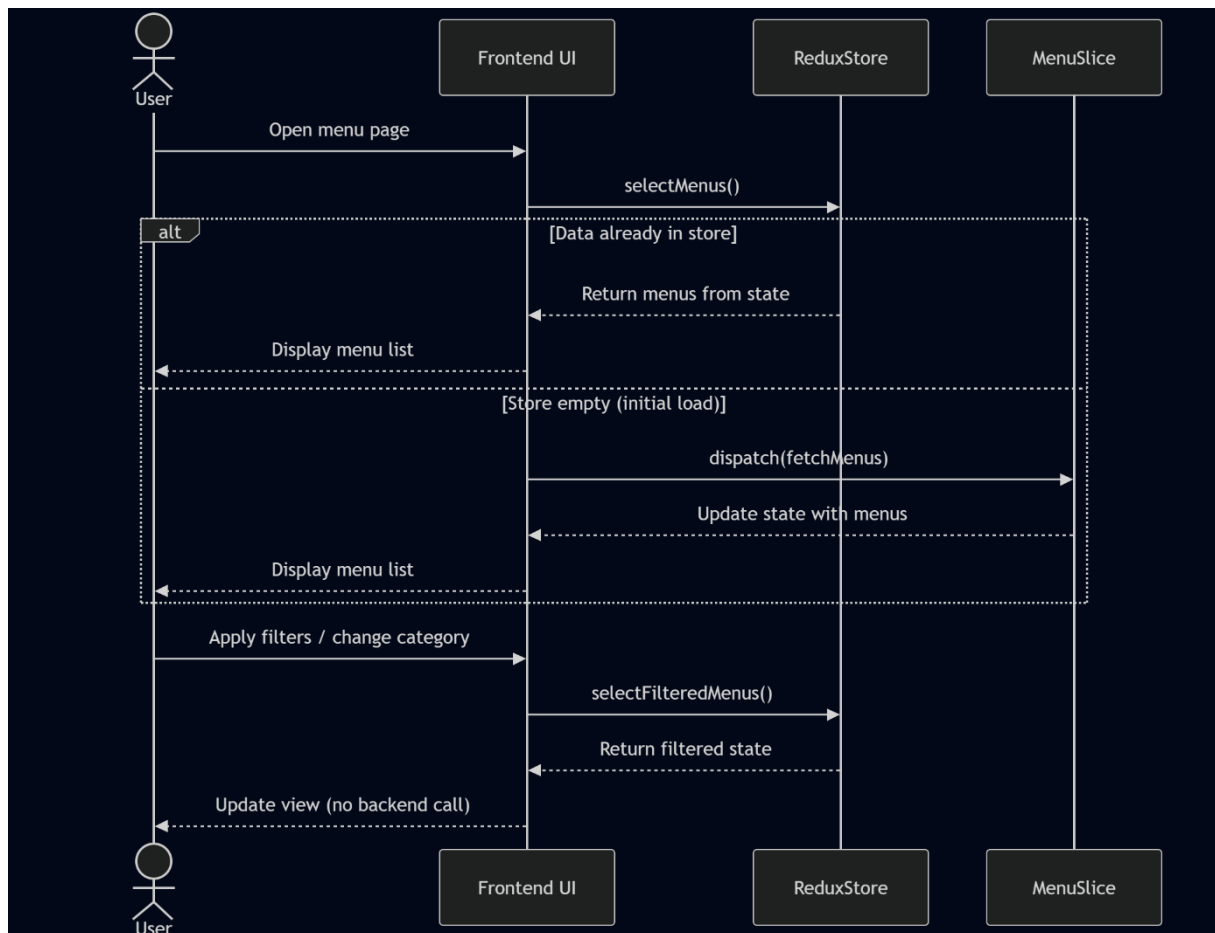 User
Frontend UI
ReduxStore
MenuSlice
Open menu page
selectMenus()
alt
[Data already in store]
Return menus from state
Display menu list
[Store empty (initial load)]
dispatch(fetchMenus)
Update state with menus
Display menu list
Apply filters / change category
selectFilteredMenus()
Return filtered state
Update view (no backend call)
User
Frontend UI
ReduxStore
MenuSlice